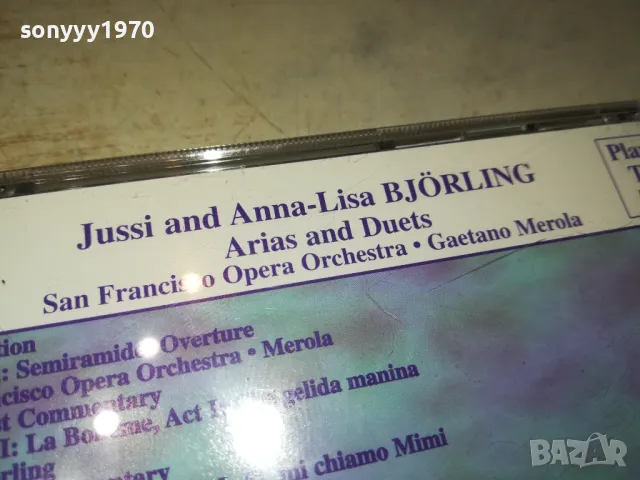 sonyyy1970
Jussi and Anna-Lisa BJÖRLING
Arias and Duets
San Francisco Opera Orchestra • Gaetano Merola
Semiramide Overture
Opera Orchestra • Merola
Commentary
La Bohème, Act I, gelida manina
chiamo Mimi
BAZAR